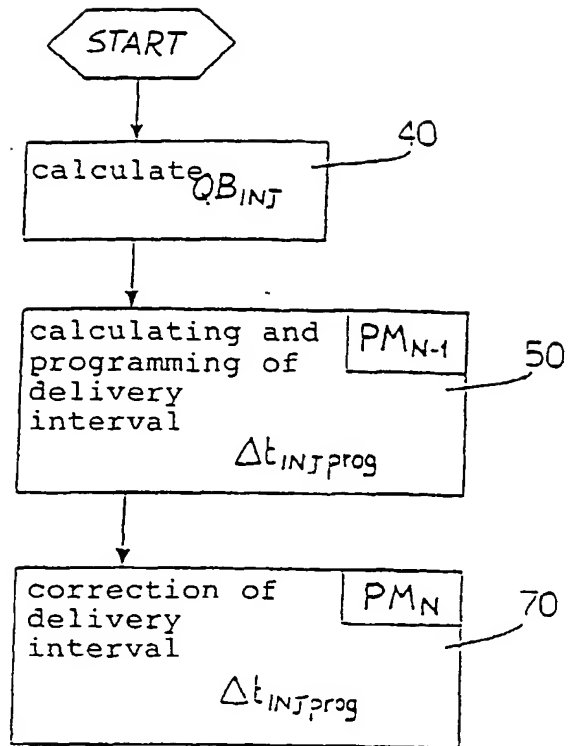 START
40
calculate QB_INJ
calculating and PM_N-1
programming of 50
delivery
interval
Δt_INJprog
correction of PM_N
delivery 70
interval
Δt_INJprog